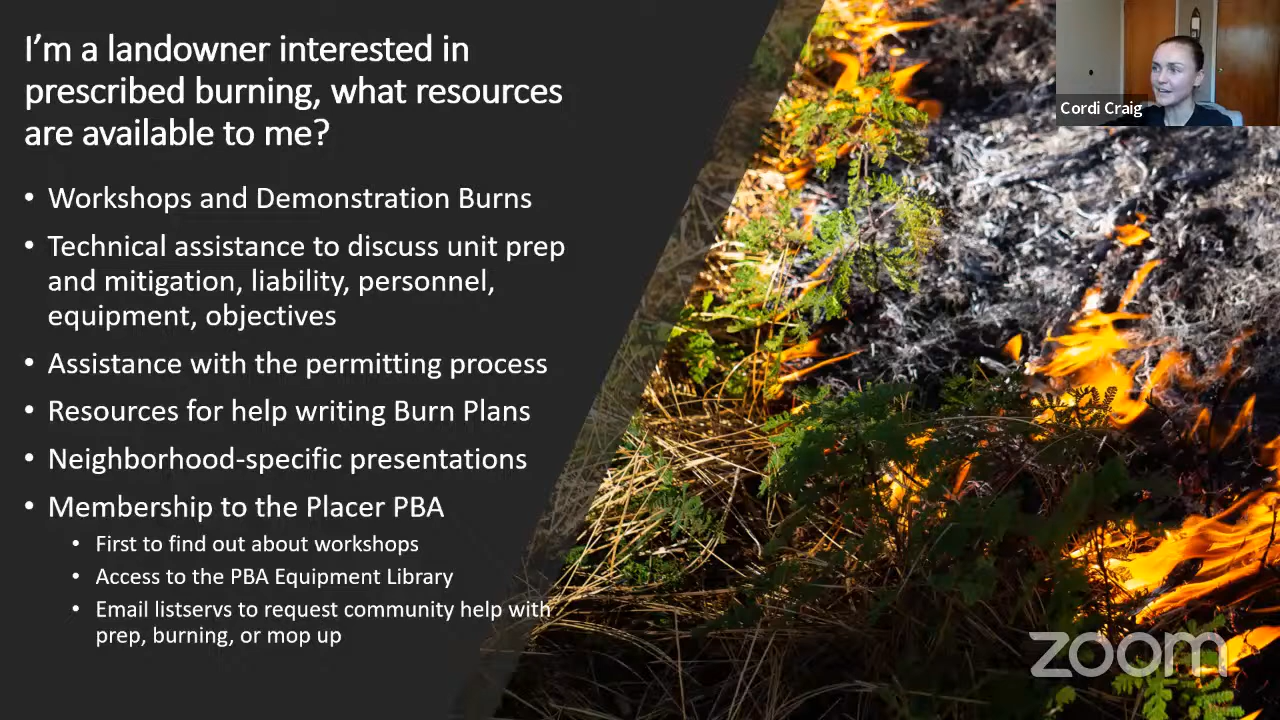 I'm a landowner interested in
prescribed burning, what resources
are available to me?
Cordi Craig
• Workshops and Demonstration Burns
• Technical assistance to discuss unit prep
and mitigation, liability, personnel,
equipment, objectives
• Assistance with the permitting process
• Resources for help writing Burn Plans
• Neighborhood-specific presentations
• Membership to the Placer PBA
• First to find out about workshops
• Access to the PBA Equipment Library
• Email listservs to request community help with
prep, burning, or mop up
zoom